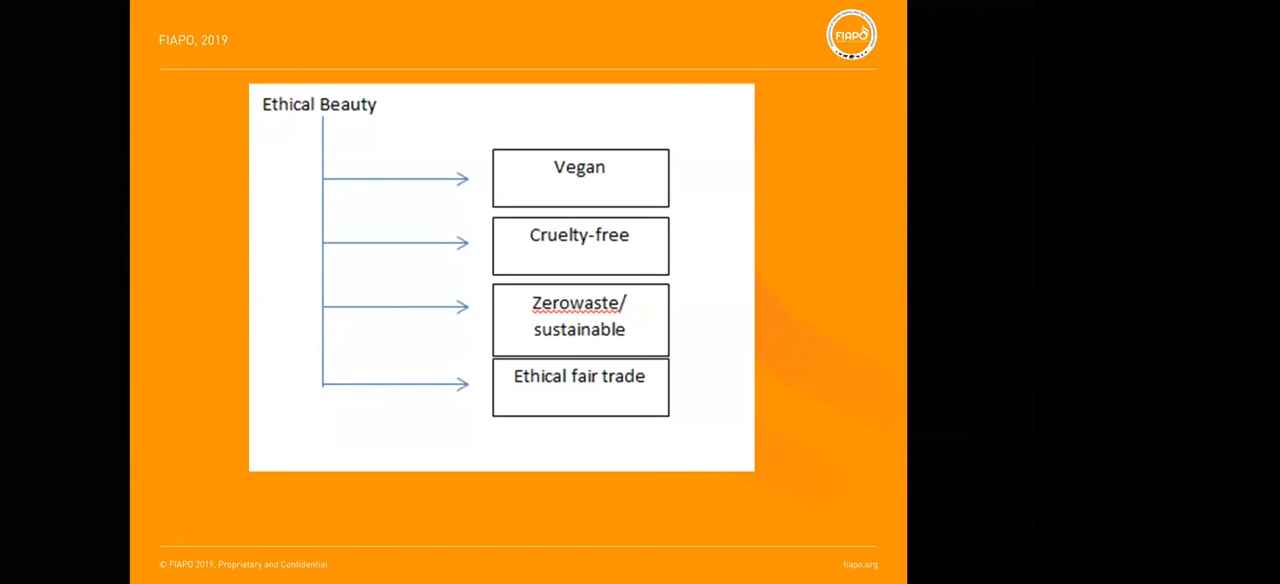 FIAPO, 2019
FIAPO
Ethical Beauty
Vegan
Cruelty-free
Zerowaste/
sustainable
Ethical fair trade
© FIAPO 2019. Proprietary and Confidential
fiapo.org